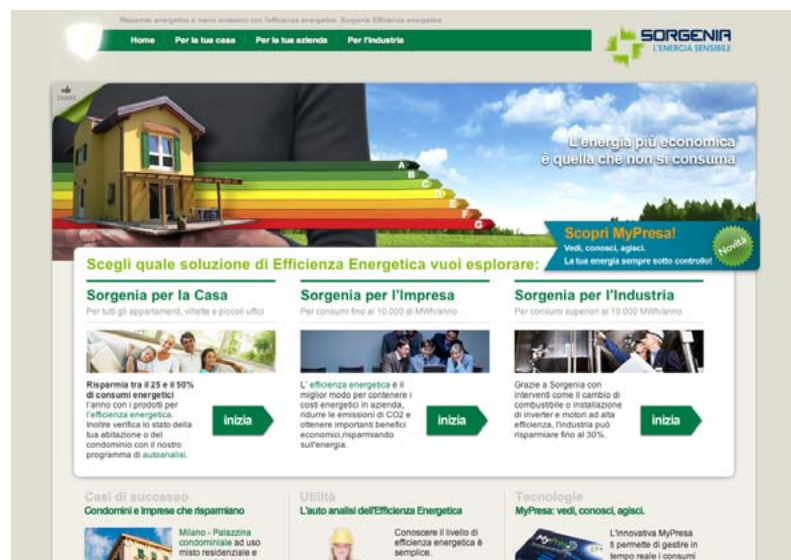 Risparmio energetico e meno emissioni con l'efficienza energetica. Sorgenia Efficienza energetica
Home Per la tua casa Per la tua azienda Per l'Industria
SORGENIA
L'ENERGIA SENSIBILE
SHARE
L'energia più economica
è quella che non si consuma
A
B
C
D
E
F
G
Scopri MyPresa!
Vedi, conosci, agisci.
La tua energia sempre sotto controllo!
Novità
Scegli quale soluzione di Efficienza Energetica vuoi esplorare:
Sorgenia per la Casa
Per tutti gli appartamenti, villette e piccoli uffici
Risparmia tra il 25 e il 50%
di consumi energetici
l'anno con i prodotti per
l'efficienza energetica.
Inoltre verifica lo stato della
tua abitazione o del
condominio con il nostro
programma di autoanalisi.
inizia
Sorgenia per l'Impresa
Per consumi fino ai 10.000 di MWh/anno
L' efficienza energetica è il
miglior modo per contenere i
costi energetici in azienda,
ridurre le emissioni di CO2 e
ottenere importanti benefici
economici,risparmiando
sull'energia.
inizia
Sorgenia per l'Industria
Per consumi superiori ai 10.000 MWh/anno
Grazie a Sorgenia con
interventi come il cambio di
combustibile o installazione
di inverter e motori ad alta
efficienza, l'industria può
risparmiare fino al 30%.
inizia
Casi di successo
Condomini e Imprese che risparmiano
Milano - Palazzina
condominiale ad uso
misto residenziale e
Utilità
L'auto analisi dell'Efficienza Energetica
Conoscere il livello di
efficienza energetica è
semplice.
Tecnologie
MyPresa: vedi, conosci, agisci.
MyPresa
L'innovativa MyPresa
ti permette di gestire in
tempo reale i consumi